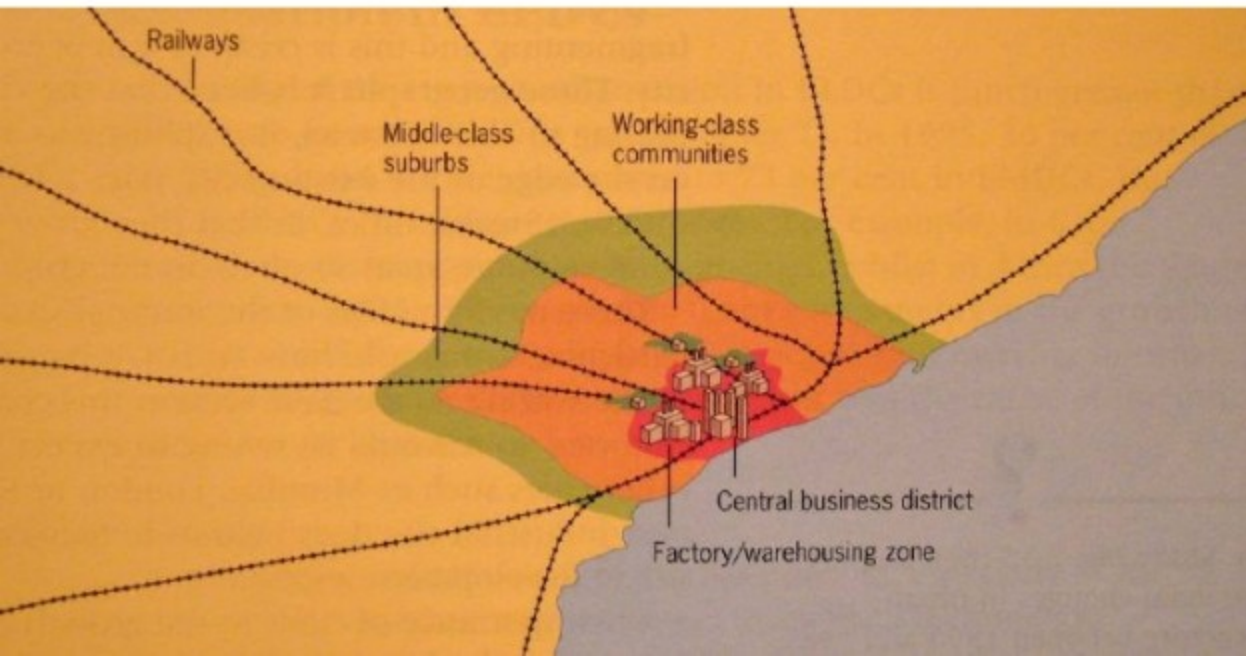 Railways
Middle-class
suburbs
Working-class
communities
Central business district
Factory/warehousing zone